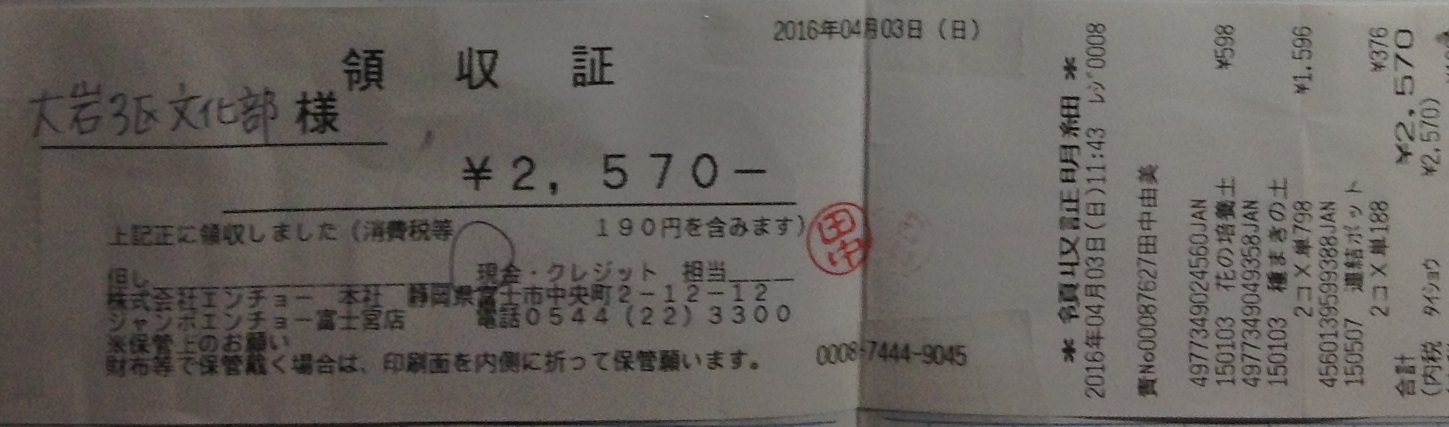 2016年04月03日（日）
領収証
大岩3区文化部 様
¥2,570−
上記正に領収しました（消費税等 190円を含みます）
田中
但し 現金・クレジット 担当
株式会社エンチョー 本社 静岡県富士市中央町2-12-12
ジャンボエンチョー富士宮店 電話0544(22)3300
※保管上のお願い
財布等で保管戴く場合は、印刷面を内側に折って保管願います。
0008-7444-9045
* 領収証明細 *
2016年04月03日(日)11:43 レジ0008
責No00087627田中由美
4977349024560JAN
150103 花の培養土 ¥598
4977349049358JAN
150103 種まきの土
2コX単798 ¥1,596
4560139599388JAN
150507 連結ポット
2コX単188 ¥376
合計 ¥2,570
(内税 タイショウ ¥2,570)